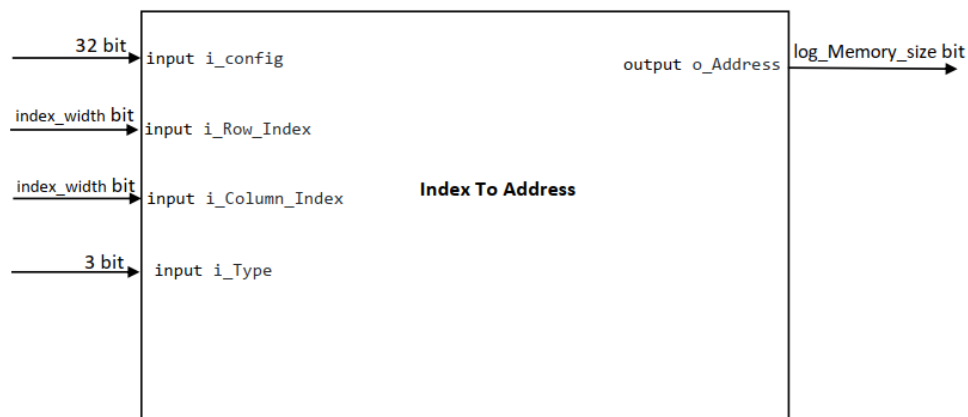 32 bit
input i_config
output o_Address
log_Memory_size bit
index_width bit
input i_Row_Index
index_width bit
input i_Column_Index
Index To Address
3 bit
input i_Type